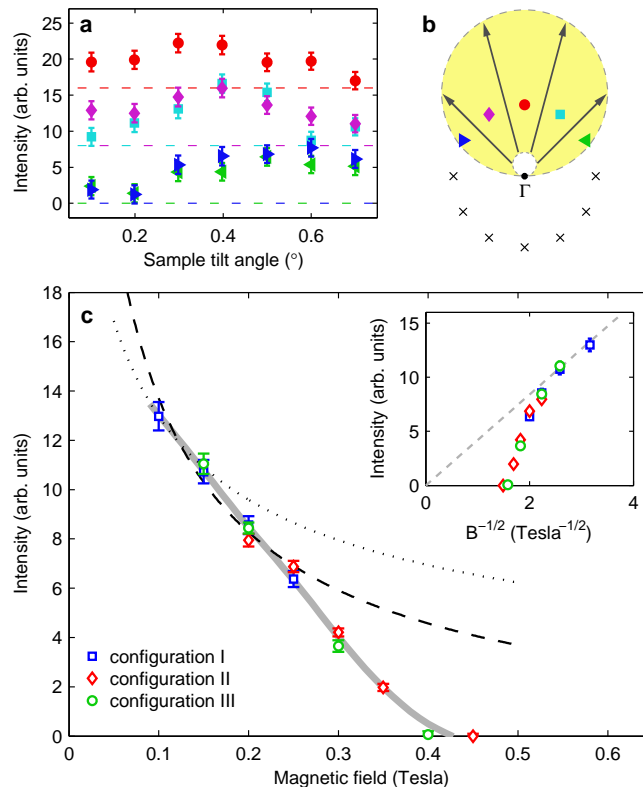 a
Intensity (arb. units)
25
20
15
10
5
0
0.2
0.4
0.6
Sample tilt angle (°)
b
Γ
c
Intensity (arb. units)
18
16
14
12
10
8
6
4
2
0
0
0.1
0.2
0.3
0.4
0.5
0.6
Magnetic field (Tesla)
configuration I
configuration II
configuration III
Intensity (arb. units)
15
10
5
0
0
2
4
B⁻¹/² (Tesla⁻¹/²)